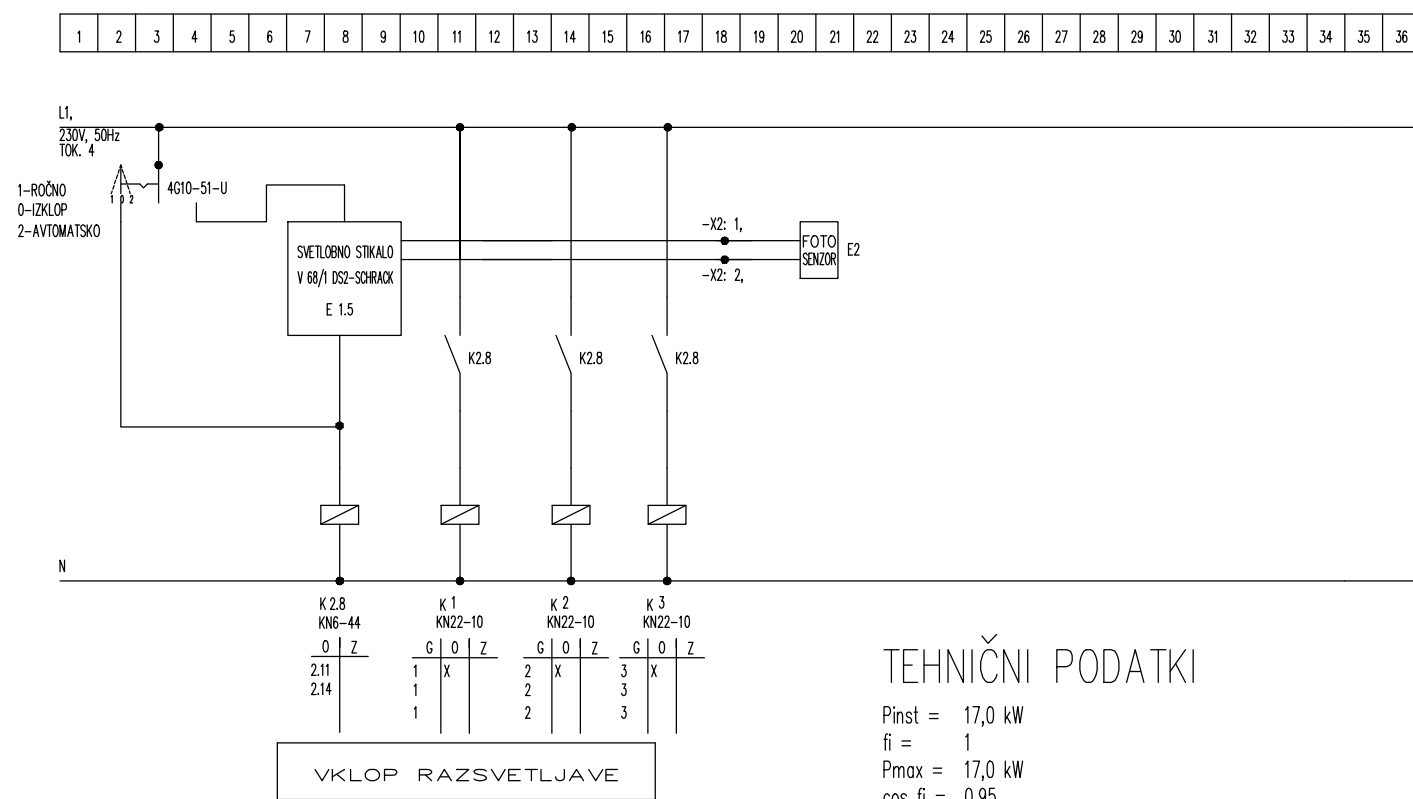 1 2 3 4 5 6 7 8 9 10 11 12 13 14 15 16 17 18 19 20 21 22 23 24 25 26 27 28 29 30 31 32 33 34 35 36
L1,
230V, 50Hz
TOK. 4
1-ROČNO
0-IZKLOP
2-AVTOMATSKO
1 0 2
4G10-51-U
SVETLOBNO STIKALO
V 68/1 DS2-SCHRACK
E 1.5
-X2: 1,
-X2: 2,
FOTO
SENZOR
E2
K2.8
K2.8
K2.8
N
K 2.8
KN6-44
O Z
2.11
2.14
K 1
KN22-10
G O Z
1 X
1
1
K 2
KN22-10
G O Z
2 X
2
2
K 3
KN22-10
G O Z
3 X
3
3
VKLOP RAZSVETLJAVE
TEHNIČNI PODATKI
Pinst = 17,0 kW
fi = 1
Pmax = 17,0 kW
cos fi = 0,95